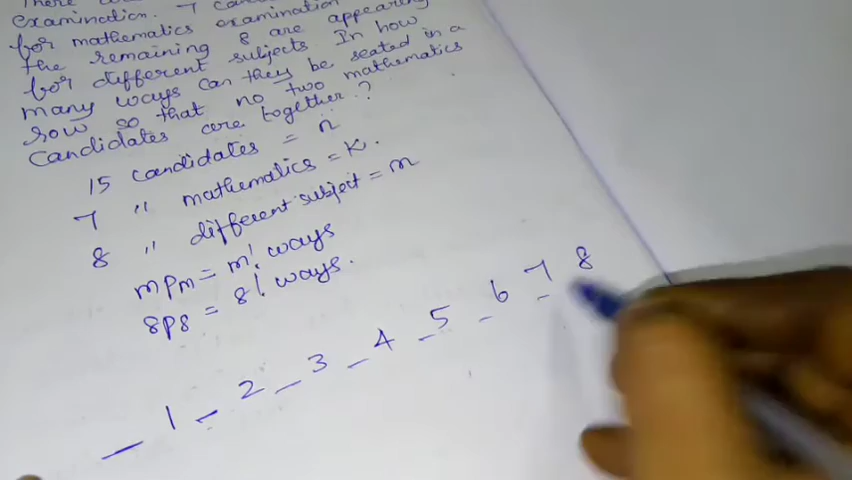 There
examination. 7
for mathematics examination
the remaining 8 are appearing
for different subjects In how
many ways can they be seated in a
row so that no two mathematics
Candidates are together?
15 candidates = n
7 " mathematics = K.
8 " different subject = m
mPm = m! ways
8P8 = 8! ways.
_ 1 _ 2 _ 3 _ 4 _ 5 _ 6 _ 7 8